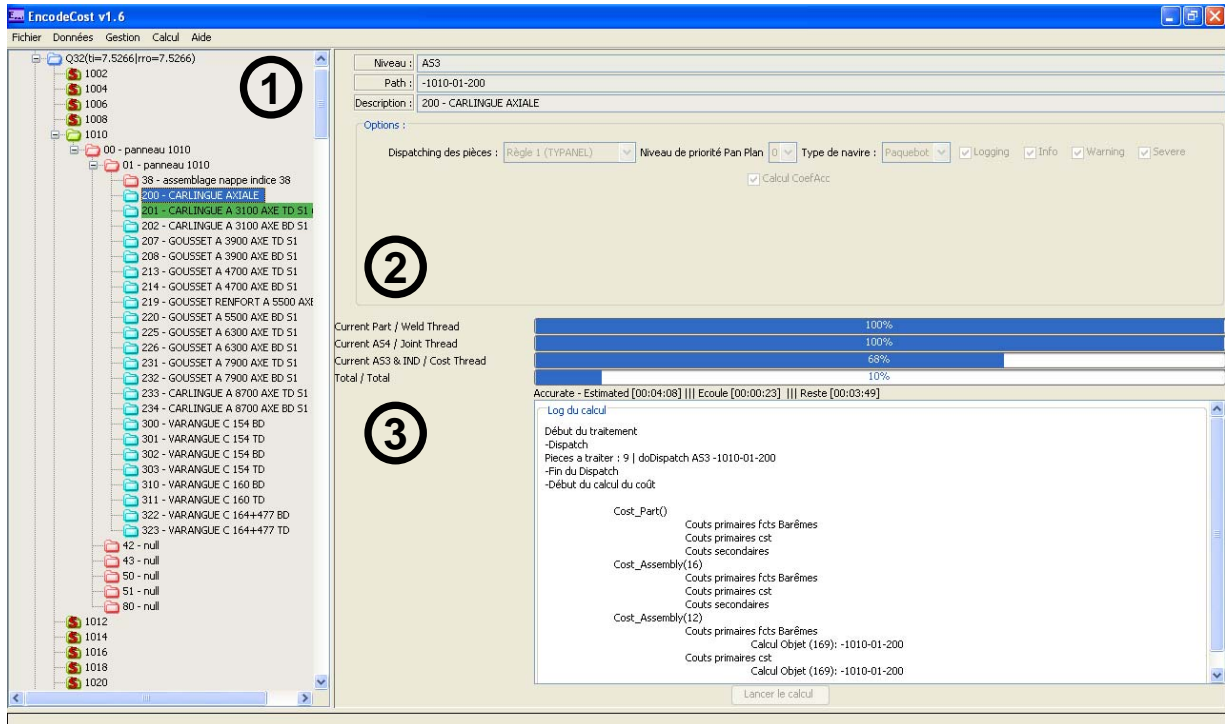 EncodeCost v1.6
Fichier Données Gestion Calcul Aide
Q32(ti=7.5266|rro=7.5266)
1002
1004
1006
1008
1010
00 - panneau 1010
01 - panneau 1010
38 - assemblage nappe indice 38
200 - CARLINGUE AXIALE
201 - CARLINGUE A 3100 AXE TD S1
202 - CARLINGUE A 3100 AXE BD S1
207 - GOUSSET A 3900 AXE TD S1
208 - GOUSSET A 3900 AXE BD S1
213 - GOUSSET A 4700 AXE TD S1
214 - GOUSSET A 4700 AXE BD S1
219 - GOUSSET RENFORT A 5500 AXE
220 - GOUSSET A 5500 AXE BD S1
225 - GOUSSET A 6300 AXE TD S1
226 - GOUSSET A 6300 AXE BD S1
231 - GOUSSET A 7900 AXE TD S1
232 - GOUSSET A 7900 AXE BD S1
233 - CARLINGUE A 8700 AXE TD S1
234 - CARLINGUE A 8700 AXE BD S1
300 - VARANGUE C 154 BD
301 - VARANGUE C 154 TD
302 - VARANGUE C 154 BD
303 - VARANGUE C 154 TD
310 - VARANGUE C 160 BD
311 - VARANGUE C 160 TD
322 - VARANGUE C 164+477 BD
323 - VARANGUE C 164+477 TD
42 - null
43 - null
50 - null
51 - null
80 - null
1012
1014
1016
1018
1020
1
Niveau : AS3
Path : -1010-01-200
Description : 200 - CARLINGUE AXIALE
Options :
Dispatching des pièces : Règle 1 (TYPANEL) Niveau de priorité Pan Plan 0 Type de navire : Paquebot Logging Info Warning Severe
Calcul CoefAcc
2
Current Part / Weld Thread 100%
Current AS4 / Joint Thread 100%
Current AS3 & IND / Cost Thread 68%
Total / Total 10%
Accurate - Estimated [00:04:08] ||| Ecoule [00:00:23] ||| Reste [00:03:49]
3
Log du calcul
Début du traitement
-Dispatch
Pieces a traiter : 9 | doDispatch AS3 -1010-01-200
-Fin du Dispatch
-Début du calcul du coût
Cost_Part()
Couts primaires fcts Barêmes
Couts primaires cst
Couts secondaires
Cost_Assembly(16)
Couts primaires fcts Barêmes
Couts primaires cst
Couts secondaires
Cost_Assembly(12)
Couts primaires fcts Barêmes
Calcul Objet (169): -1010-01-200
Couts primaires cst
Calcul Objet (169): -1010-01-200
Lancer le calcul